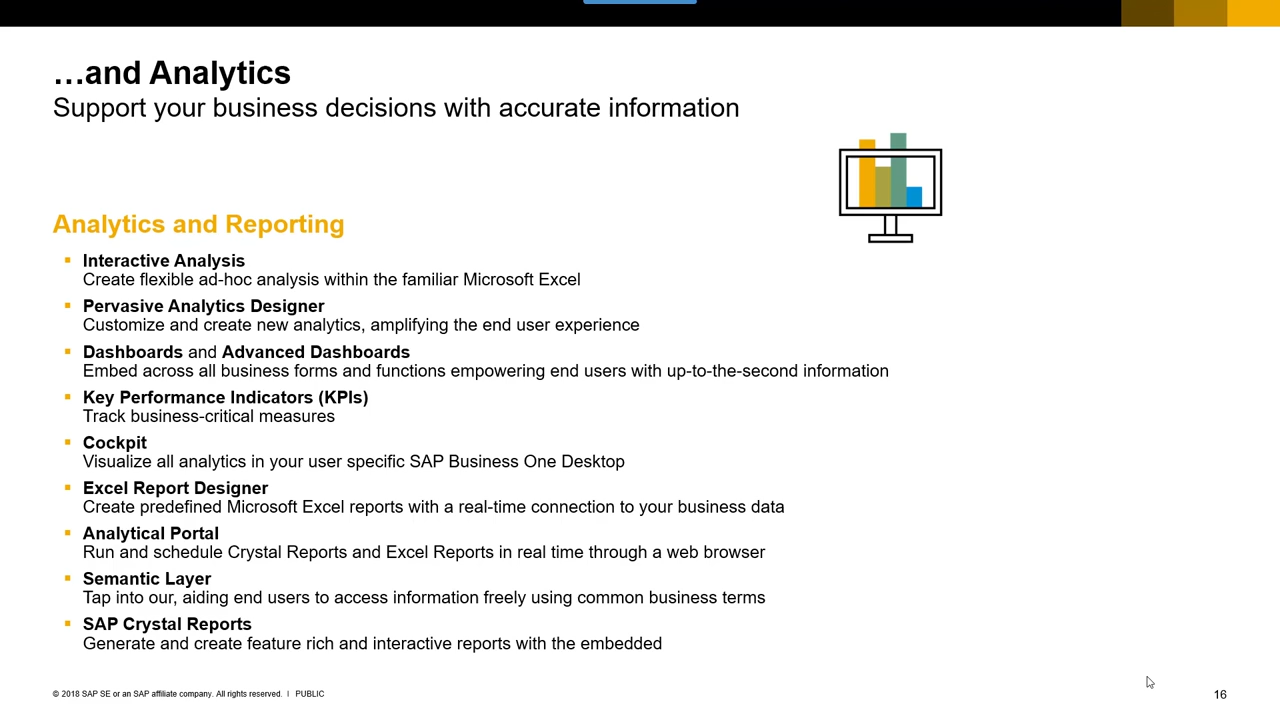 …and Analytics
Support your business decisions with accurate information
Analytics and Reporting
▪ Interactive Analysis
Create flexible ad-hoc analysis within the familiar Microsoft Excel
▪ Pervasive Analytics Designer
Customize and create new analytics, amplifying the end user experience
▪ Dashboards and Advanced Dashboards
Embed across all business forms and functions empowering end users with up-to-the-second information
▪ Key Performance Indicators (KPIs)
Track business-critical measures
▪ Cockpit
Visualize all analytics in your user specific SAP Business One Desktop
▪ Excel Report Designer
Create predefined Microsoft Excel reports with a real-time connection to your business data
▪ Analytical Portal
Run and schedule Crystal Reports and Excel Reports in real time through a web browser
▪ Semantic Layer
Tap into our, aiding end users to access information freely using common business terms
▪ SAP Crystal Reports
Generate and create feature rich and interactive reports with the embedded
© 2018 SAP SE or an SAP affiliate company. All rights reserved. | PUBLIC
16